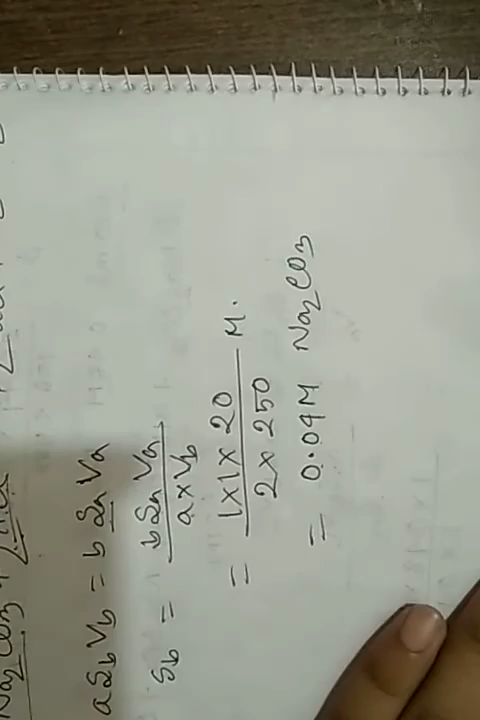 Na2CO3 +
aSbVb = bSaVa
Sb = bSaVa / a×Vb
= 1×1×20 / 2×250 M.
= 0.04M Na2CO3